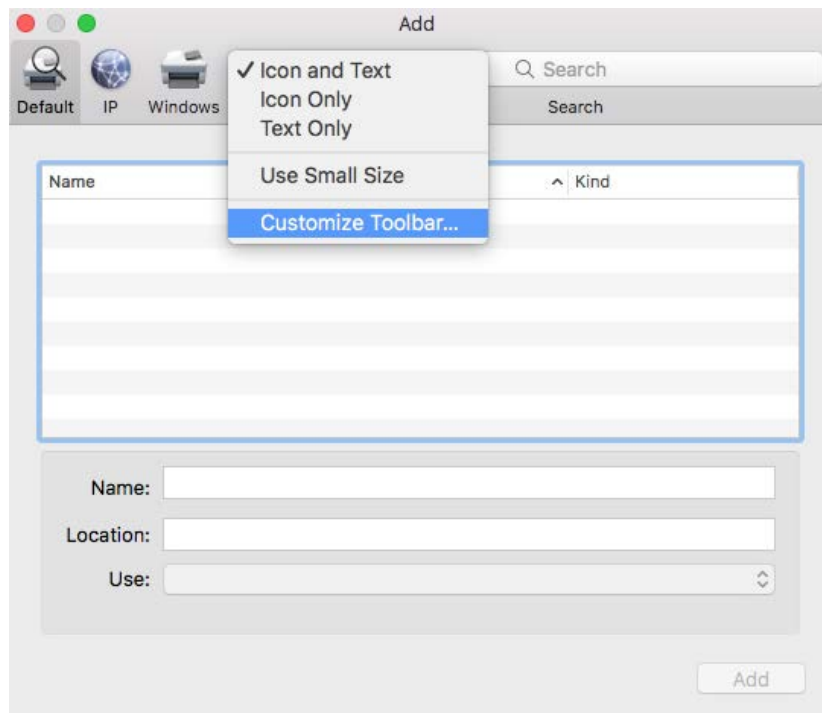 Add
Default IP Windows
✓ Icon and Text
Icon Only
Text Only
Use Small Size
Customize Toolbar...
Search
Search
Name
Kind
Name:
Location:
Use:
Add